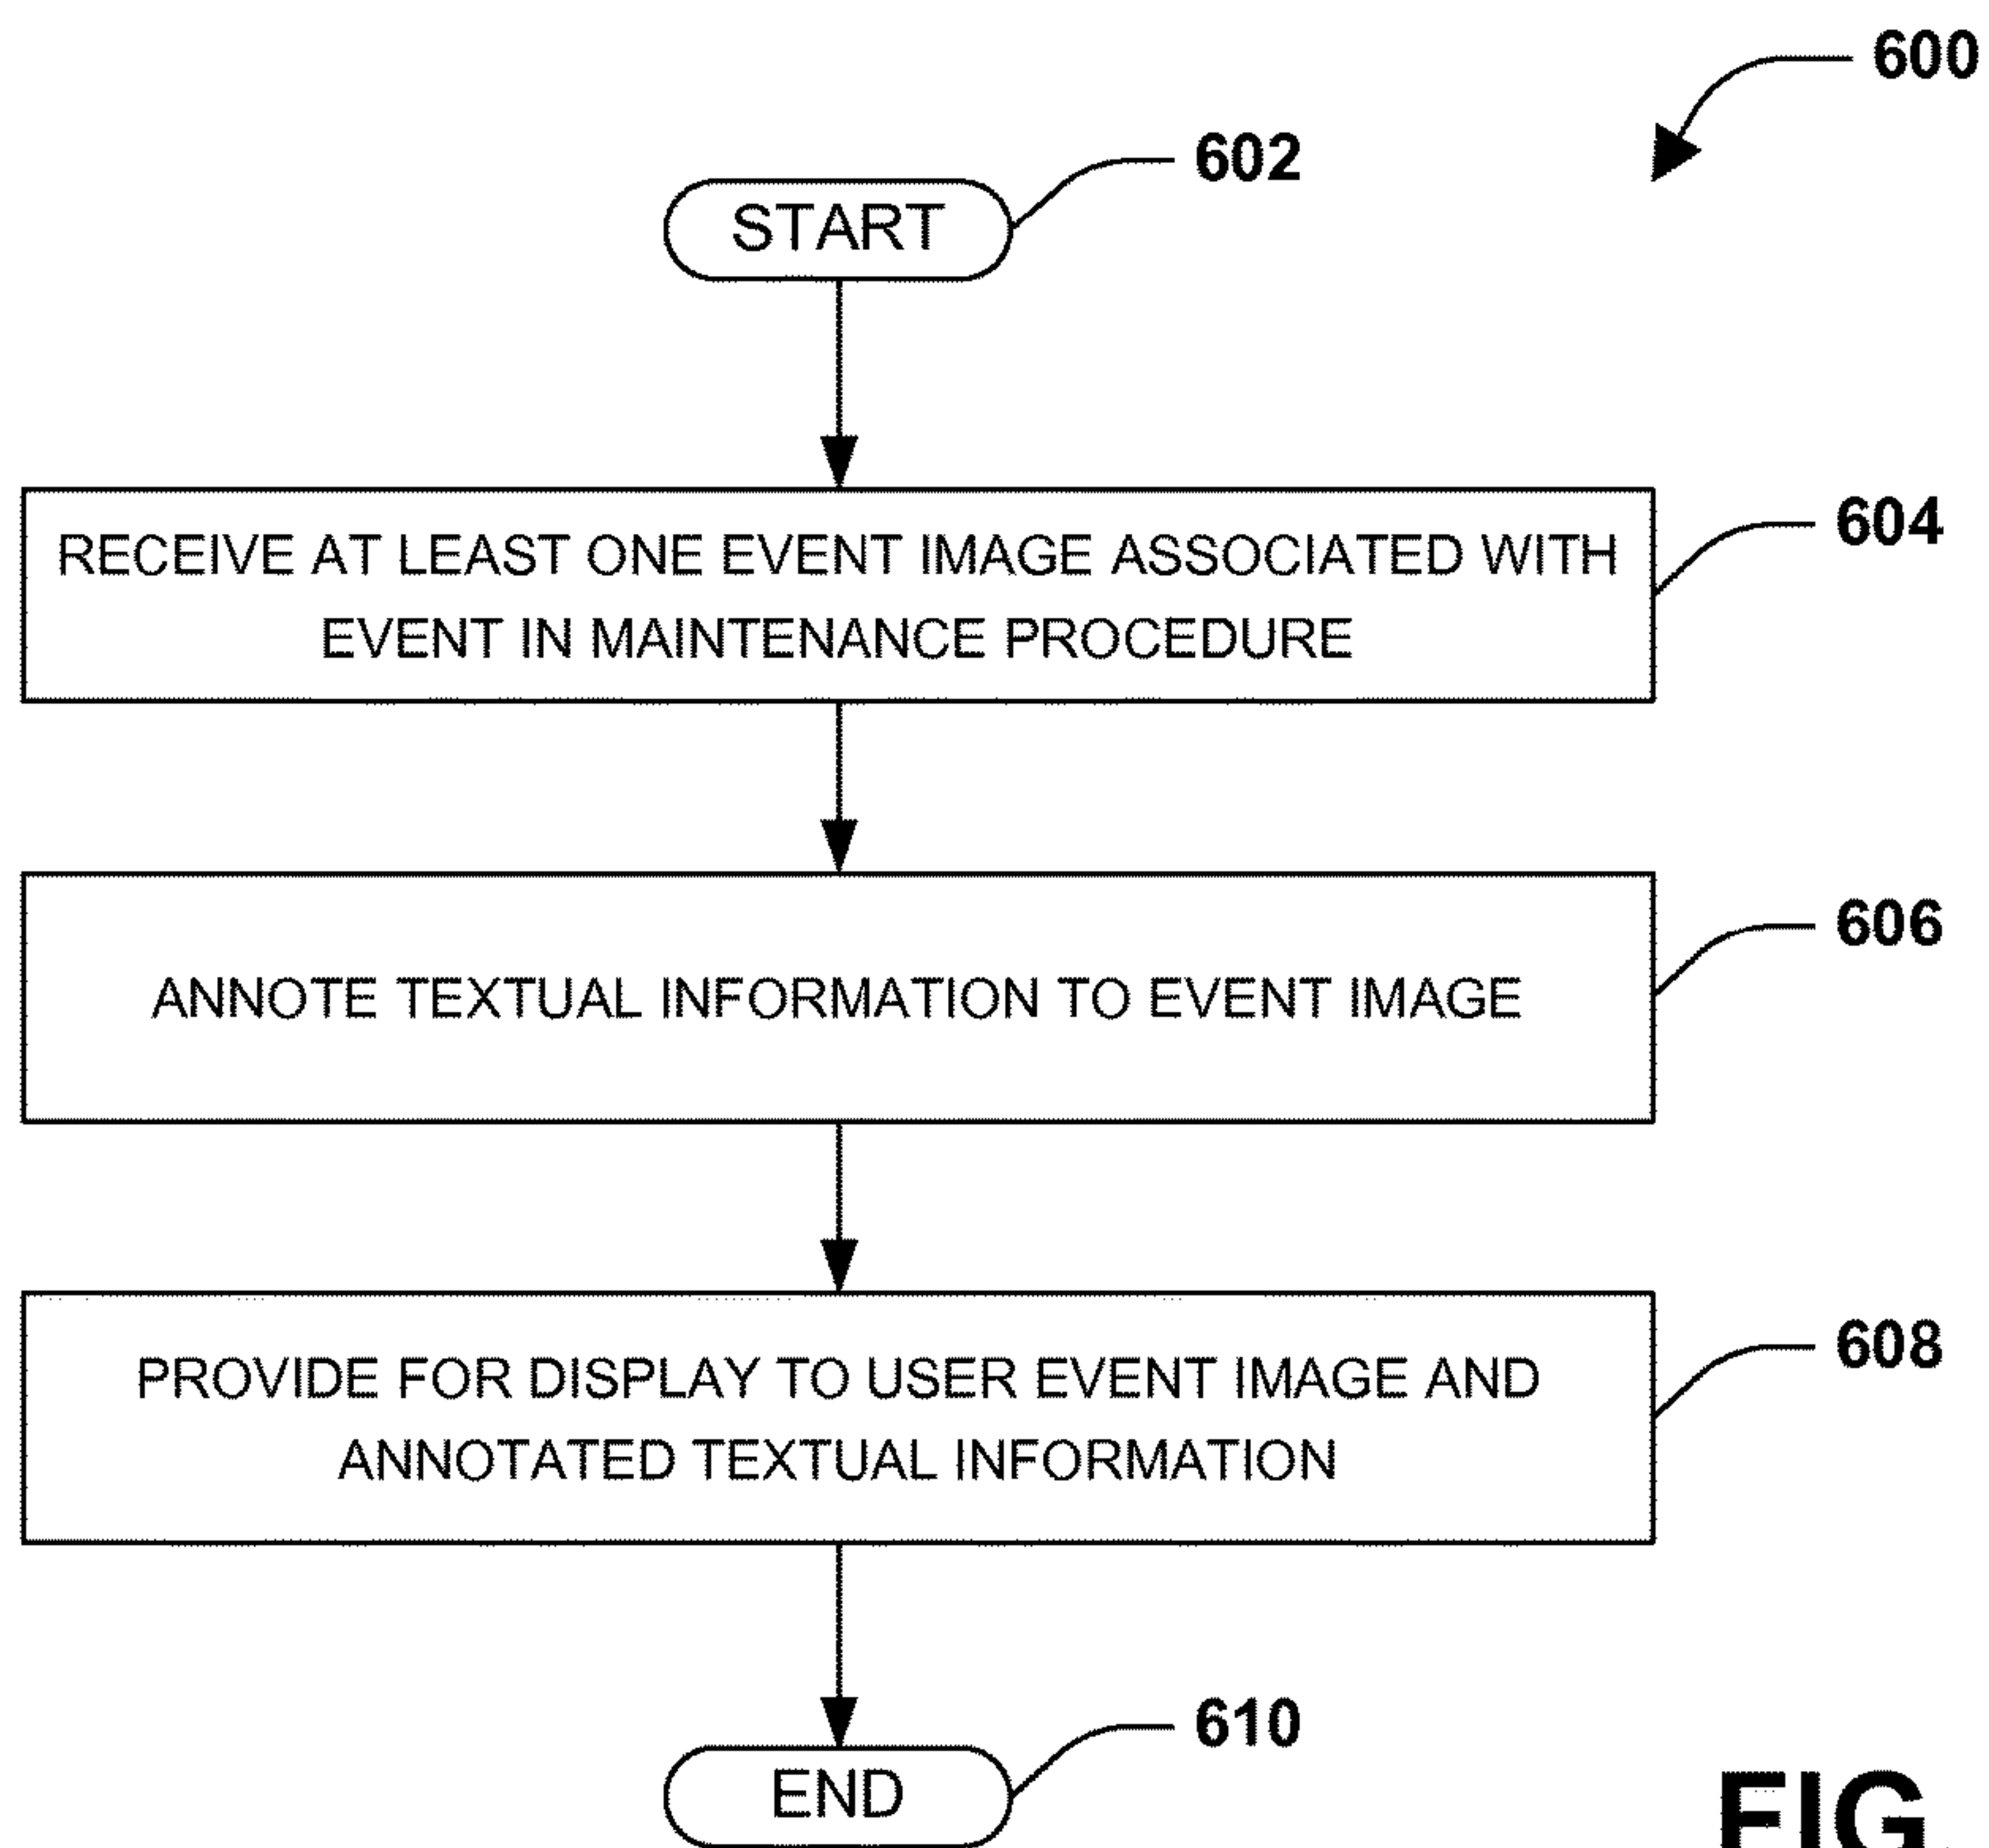 600
602
START
604
RECEIVE AT LEAST ONE EVENT IMAGE ASSOCIATED WITH
EVENT IN MAINTENANCE PROCEDURE
606
ANNOTE TEXTUAL INFORMATION TO EVENT IMAGE
608
PROVIDE FOR DISPLAY TO USER EVENT IMAGE AND
ANNOTATED TEXTUAL INFORMATION
610
END
FIG.